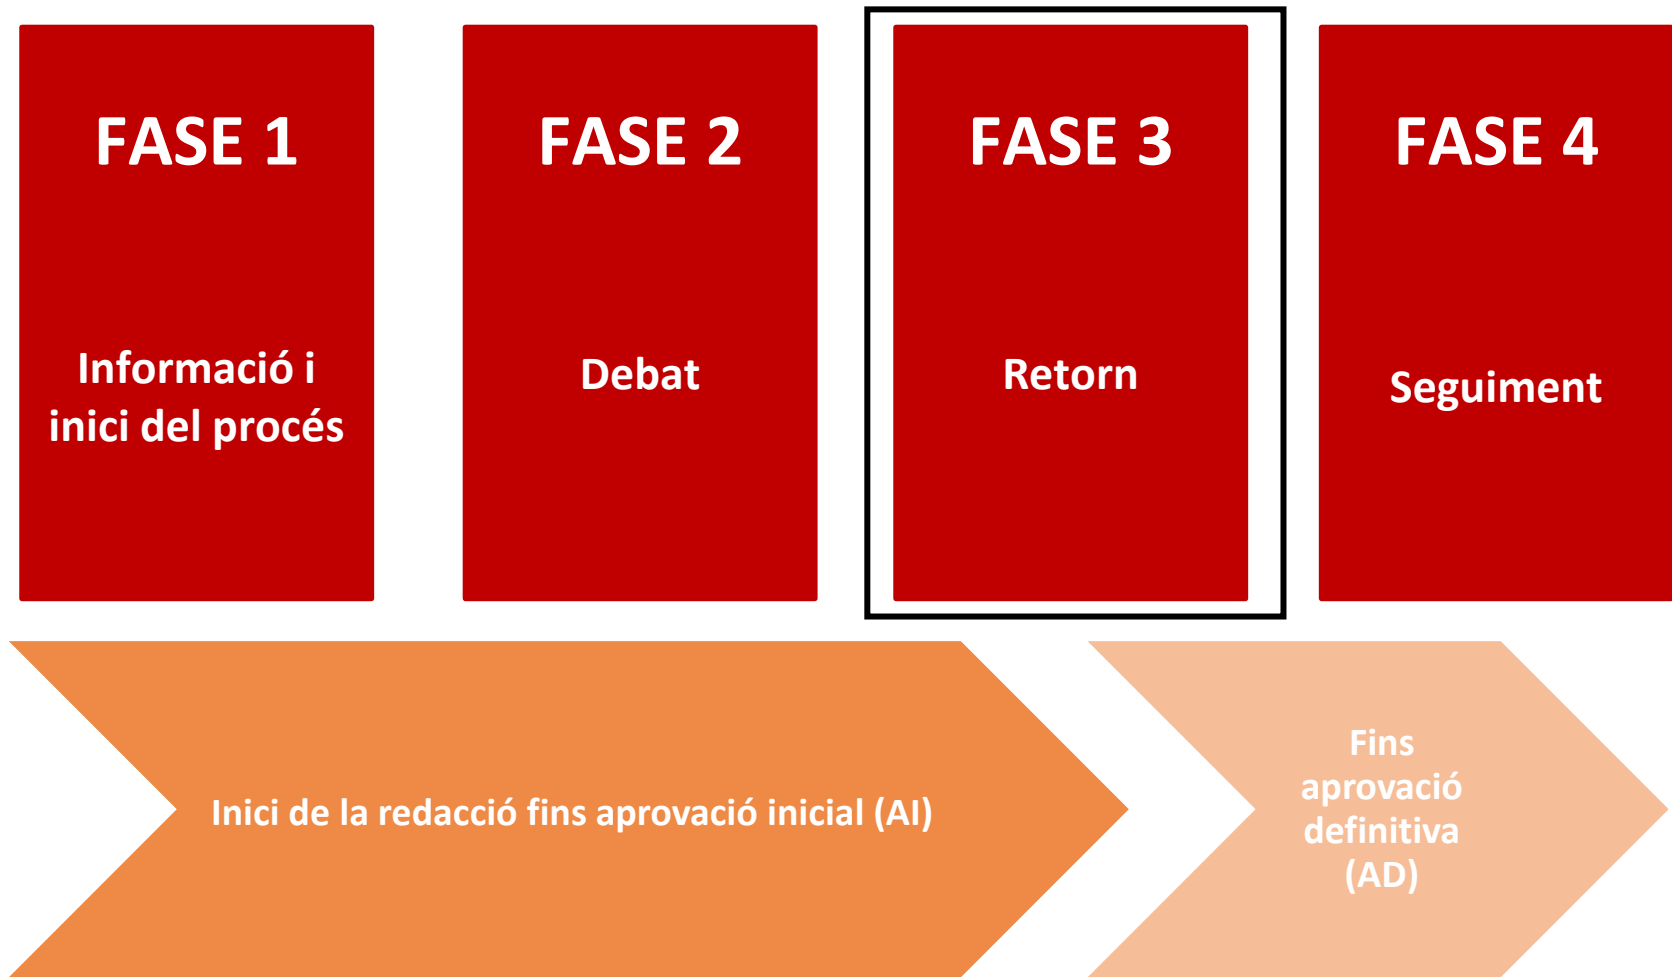 FASE 1
Informació i
inici del procés
FASE 2
Debat
FASE 3
Retorn
FASE 4
Seguiment
Inici de la redacció fins aprovació inicial (AI)
Fins
aprovació
definitiva
(AD)